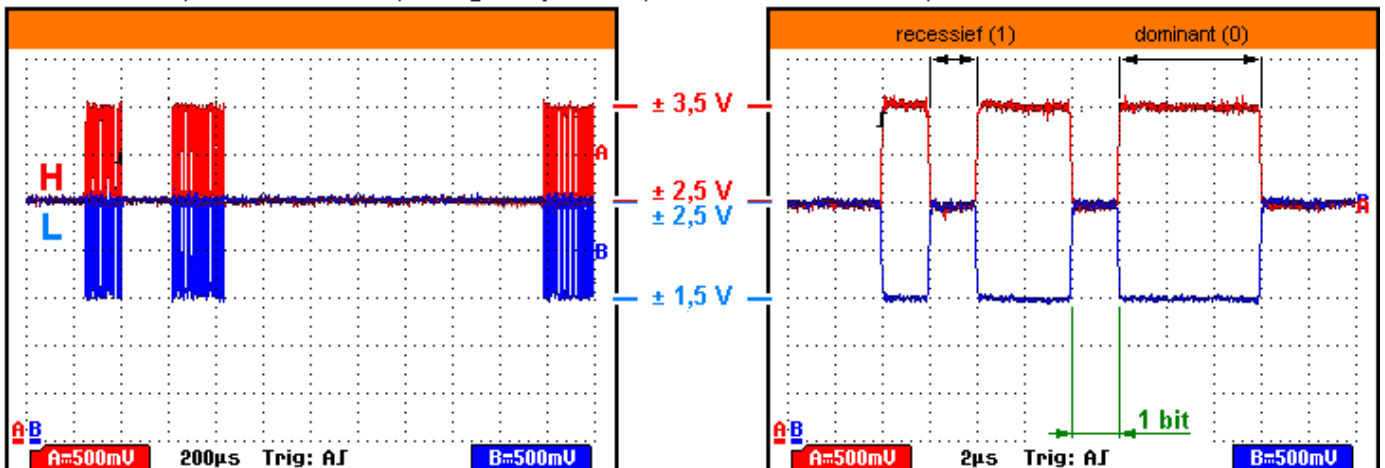 recessief (1) dominant (0)
± 3,5 V
A
H
± 2,5 V
B
A
L
± 2,5 V
B
± 1,5 V
1 bit
A B
A B
A=500mV 200µs Trig: A∫ B=500mV
A=500mV 2µs Trig: A∫ B=500mV